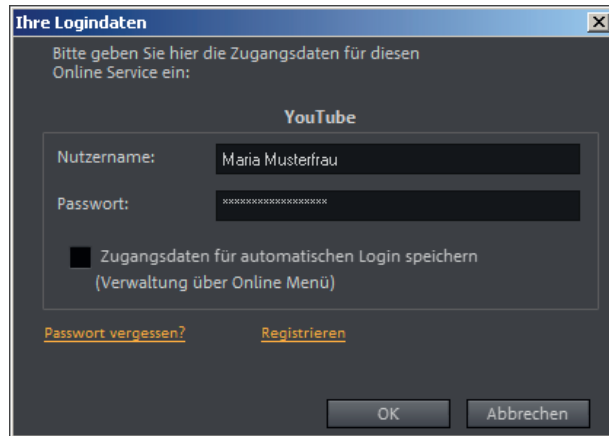 Ihre Logindaten
Bitte geben Sie hier die Zugangsdaten für diesen
Online Service ein:
YouTube
Nutzername: Maria Musterfrau
Passwort: ******************
Zugangsdaten für automatischen Login speichern
(Verwaltung über Online Menü)
Passwort vergessen? Registrieren
OK Abbrechen